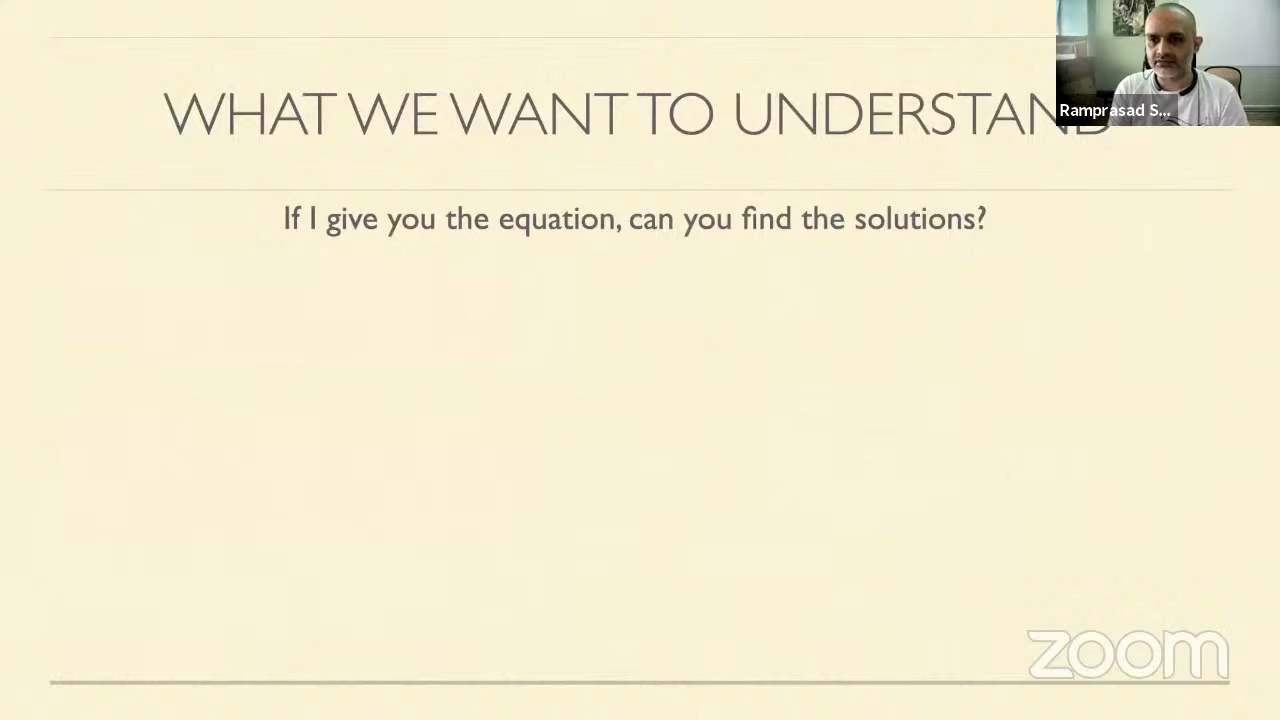 WHAT WE WANT TO UNDERSTAND
Ramprasad S...
If I give you the equation, can you find the solutions?
zoom